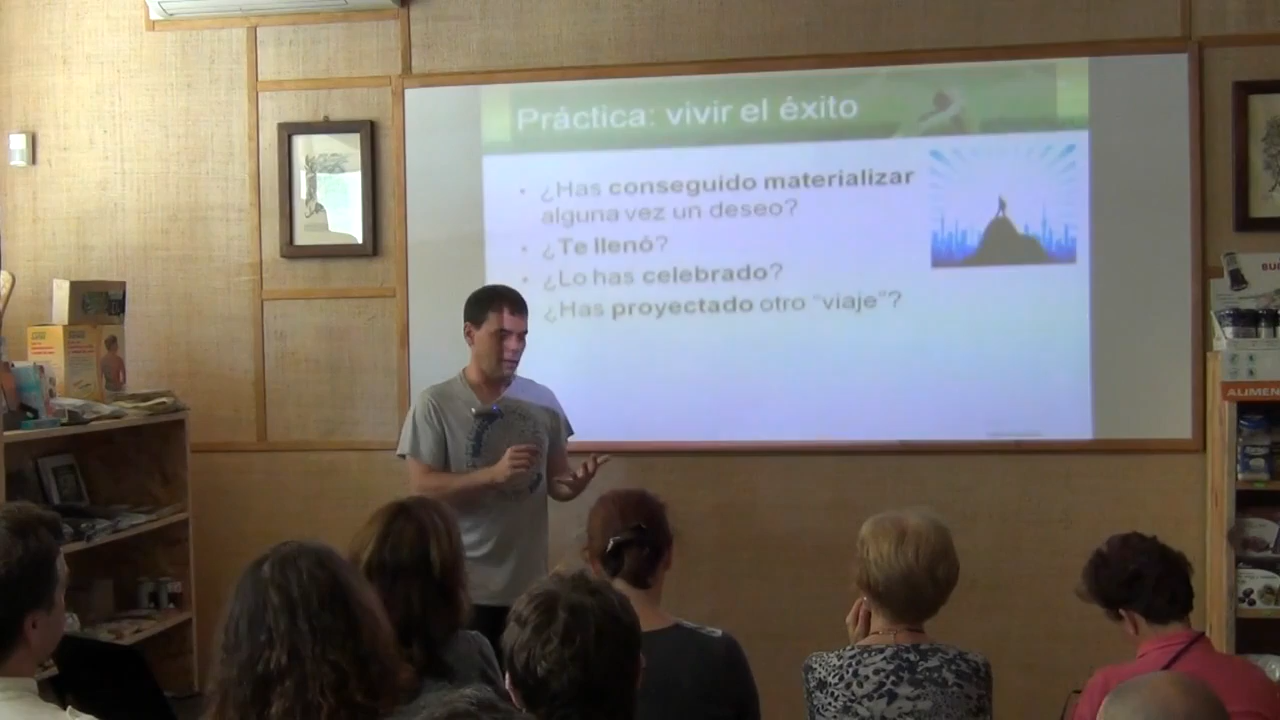 Práctica: vivir el éxito
• ¿Has conseguido materializar
alguna vez un deseo?
• ¿Te llenó?
• ¿Lo has celebrado?
¿Has proyectado otro "viaje"?
ALIMEN